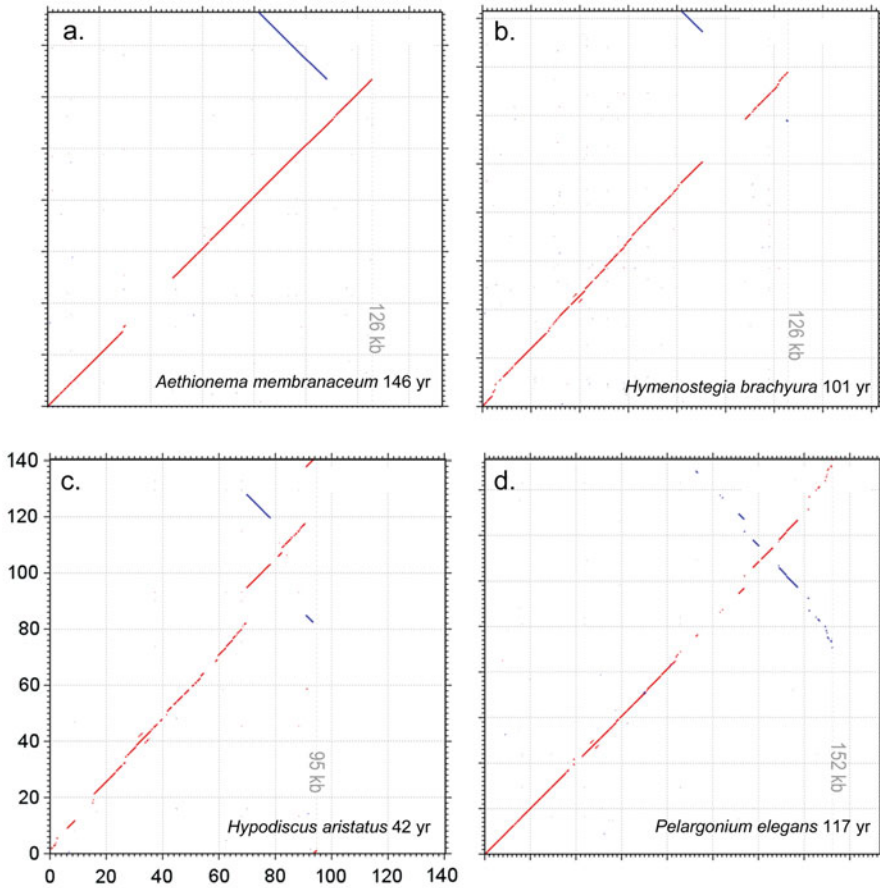 a.
126 kb
Aethionema membranaceum 146 yr
b.
126 kb
Hymenostegia brachyura 101 yr
c.
140
120
100
80
60
40
20
0
0 20 40 60 80 100 120 140
95 kb
Hypodiscus aristatus 42 yr
d.
152 kb
Pelargonium elegans 117 yr